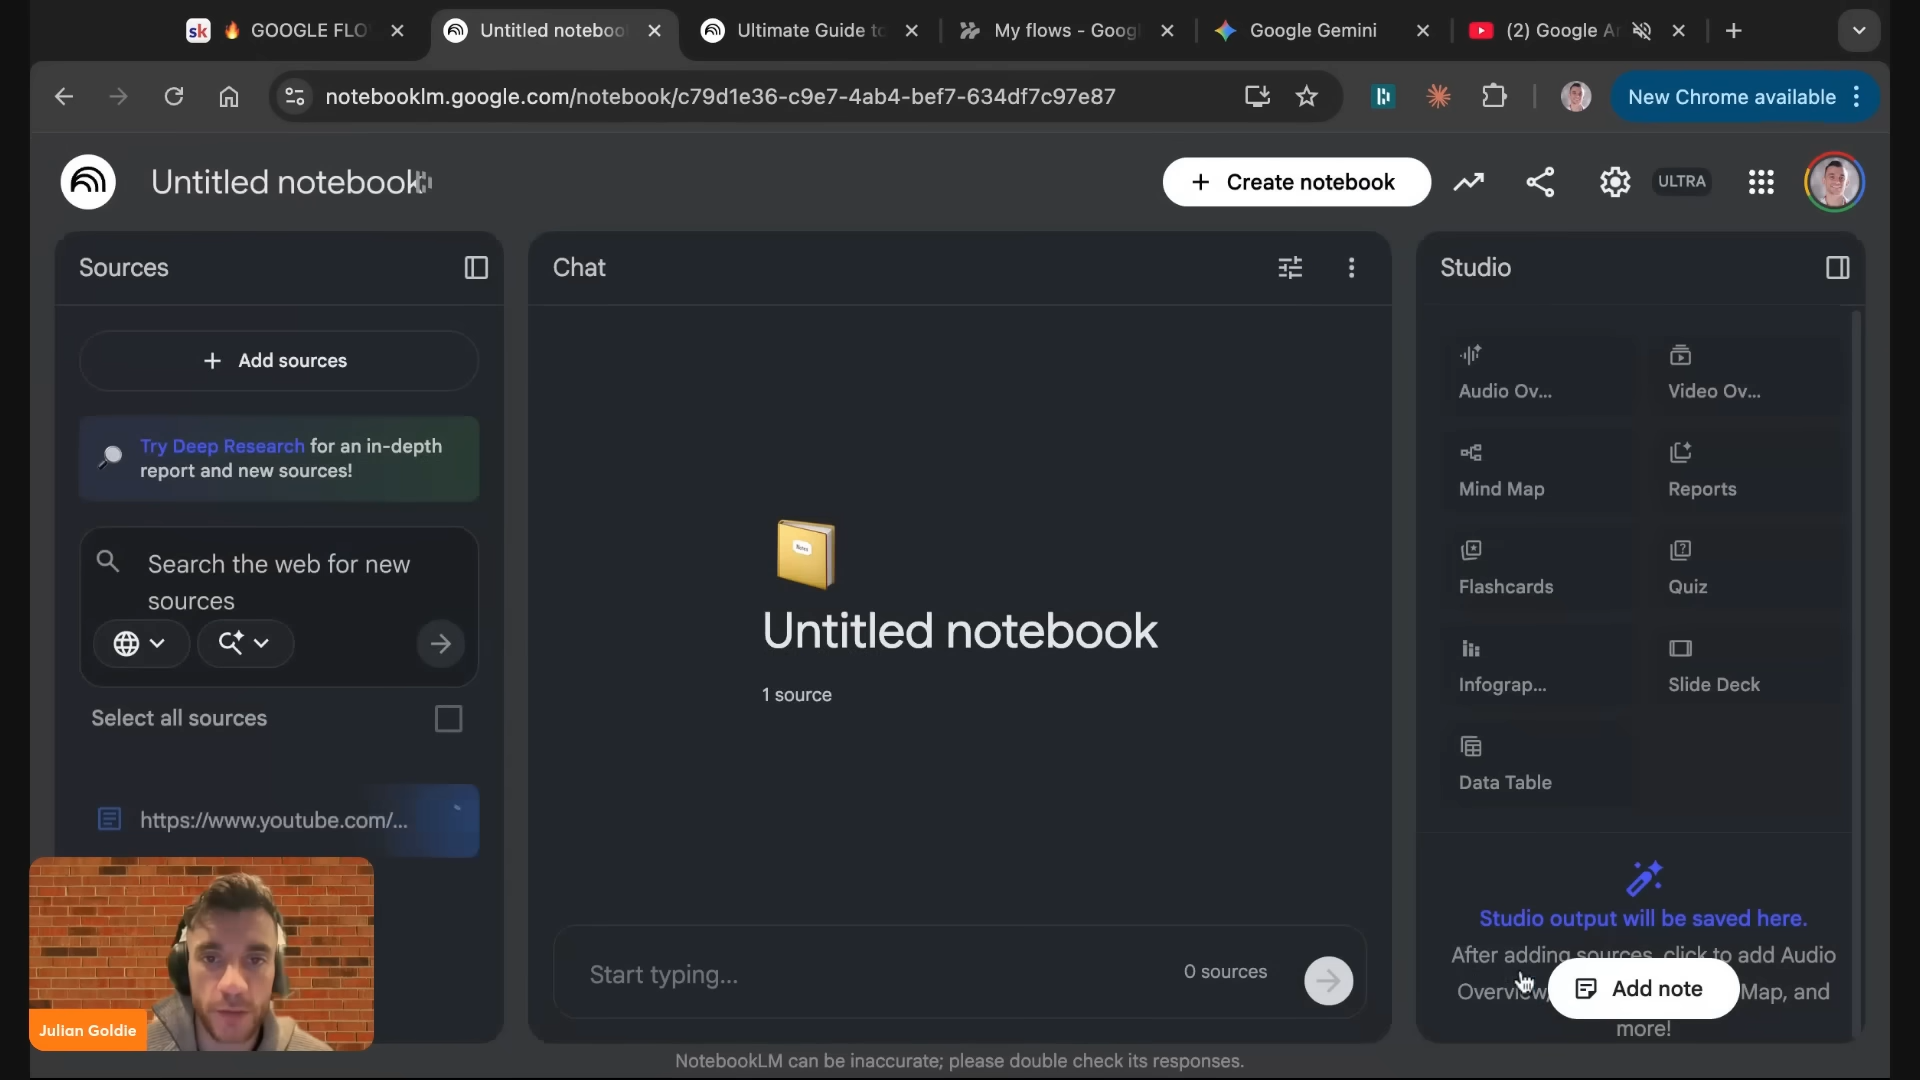 sk GOOGLE FLO
Untitled noteboo
Ultimate Guide to
My flows - Goog
Google Gemini
(2) Google A
notebooklm.google.com/notebook/c79d1e36-c9e7-4ab4-bef7-634df7c97e87
New Chrome available
Untitled notebook
+ Create notebook
ULTRA
Sources
+ Add sources
Try Deep Research for an in-depth
report and new sources!
Search the web for new
sources
Select all sources
https://www.youtube.com/...
Julian Goldie
Chat
Untitled notebook
1 source
Start typing...
0 sources
NotebookLM can be inaccurate; please double check its responses.
Studio
Audio Ov...
Video Ov...
Mind Map
Reports
Flashcards
Quiz
Infograp...
Slide Deck
Data Table
Studio output will be saved here.
After adding sources, click to add Audio
Overview, Map, and
more!
Add note